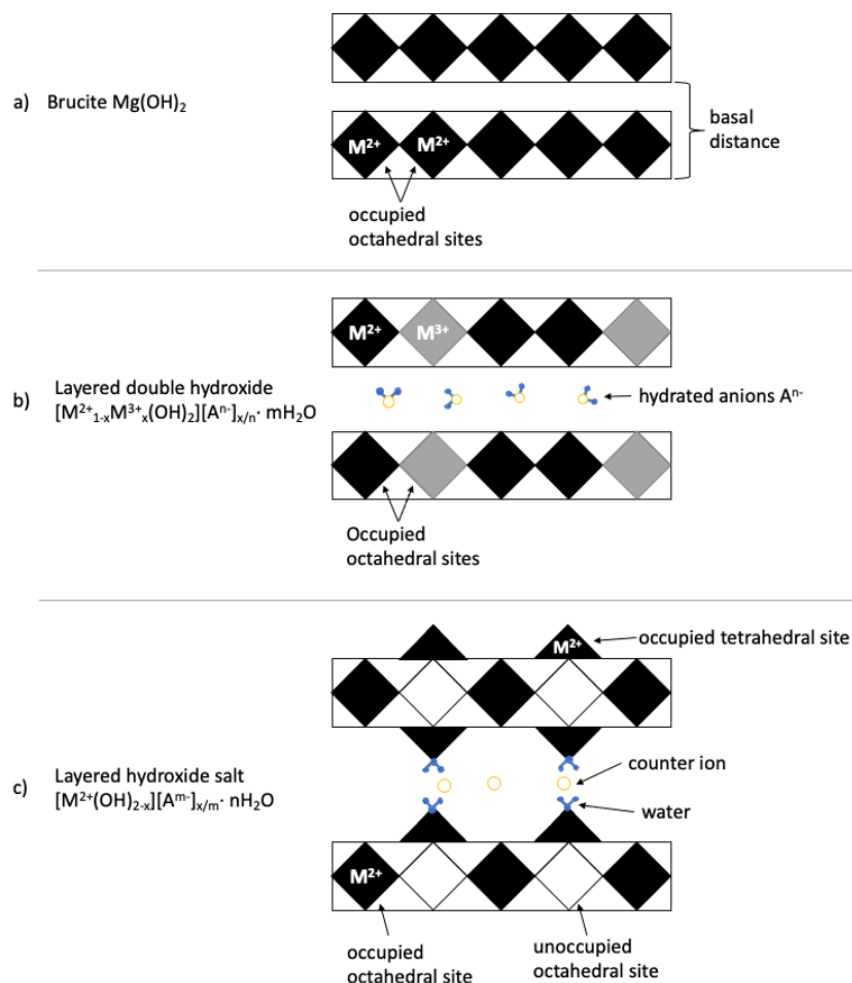 a) Brucite Mg(OH)₂
M²⁺ M²⁺
basal
distance
occupied
octahedral sites
M²⁺ M³⁺
b) Layered double hydroxide
[M²⁺₁₋ₓM³⁺ₓ(OH)₂][Aⁿ⁻]ₓ/ₙ· mH₂O
hydrated anions Aⁿ⁻
Occupied
octahedral sites
M²⁺
occupied tetrahedral site
c) Layered hydroxide salt
[M²⁺(OH)₂₋ₓ][Aᵐ⁻]ₓ/ₘ· nH₂O
counter ion
water
M²⁺
occupied
octahedral site
unoccupied
octahedral site